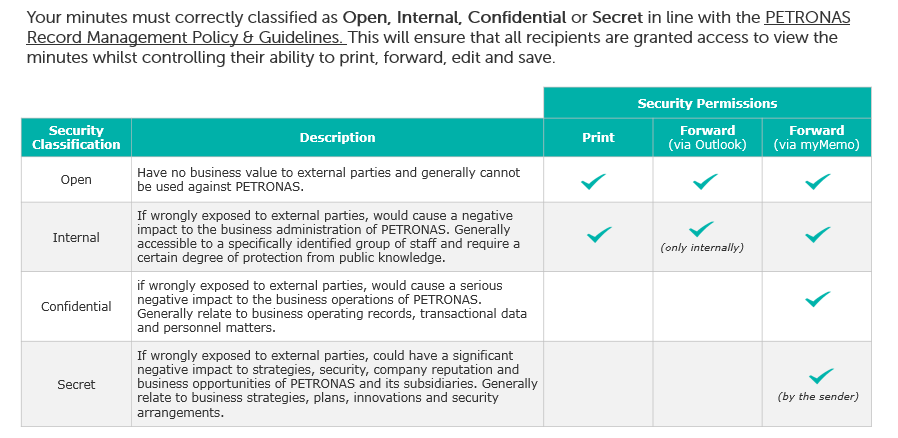 Your minutes must correctly classified as Open, Internal, Confidential or Secret in line with the PETRONAS
Record Management Policy & Guidelines. This will ensure that all recipients are granted access to view the
minutes whilst controlling their ability to print, forward, edit and save.
Security Permissions
Security
Classification
Description
Print
Forward
(via Outlook)
Forward
(via myMemo)
Open
Have no business value to external parties and generally cannot
be used against PETRONAS.
Internal
If wrongly exposed to external parties, would cause a negative
impact to the business administration of PETRONAS. Generally
accessible to a specifically identified group of staff and require a
certain degree of protection from public knowledge.
(only internally)
Confidential
if wrongly exposed to external parties, would cause a serious
negative impact to the business operations of PETRONAS.
Generally relate to business operating records, transactional data
and personnel matters.
Secret
If wrongly exposed to external parties, could have a significant
negative impact to strategies, security, company reputation and
business opportunities of PETRONAS and its subsidiaries. Generally
relate to business strategies, plans, innovations and security
arrangements.
(by the sender)